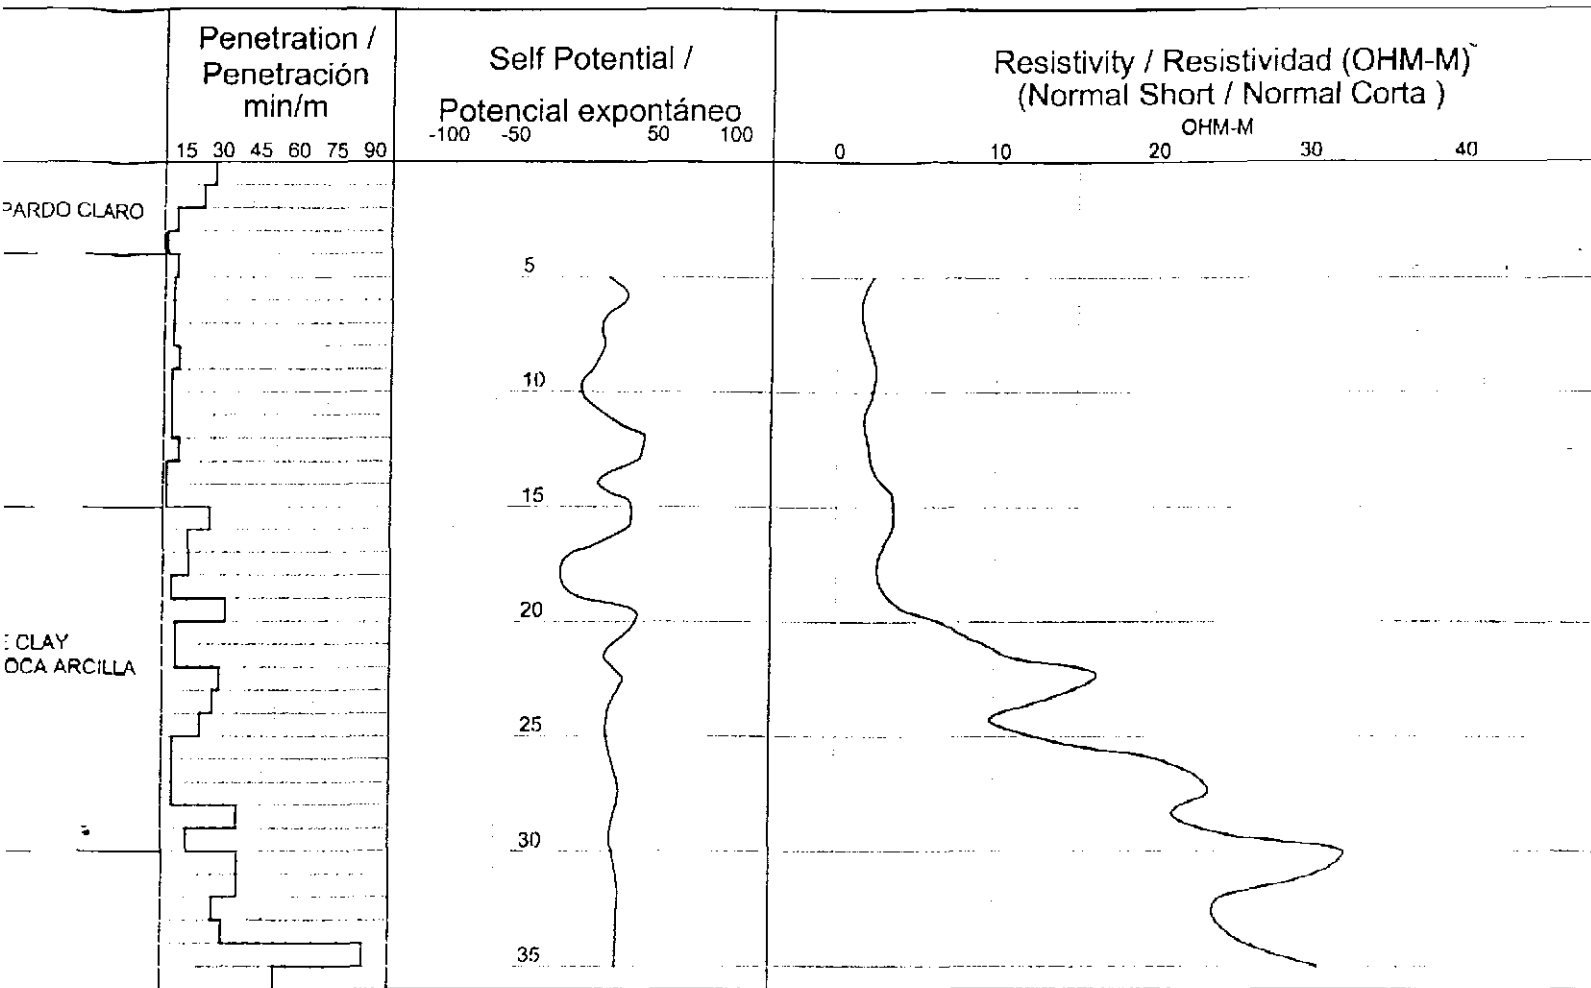 Penetration /
Penetración
min/m
15 30 45 60 75 90
Self Potential /
Potencial expontáneo
-100 -50 50 100
Resistivity / Resistividad (OHM-M)
(Normal Short / Normal Corta )
OHM-M
0 10 20 30 40
PARDO CLARO
CLAY
OCA ARCILLA
5
10
15
20
25
30
35